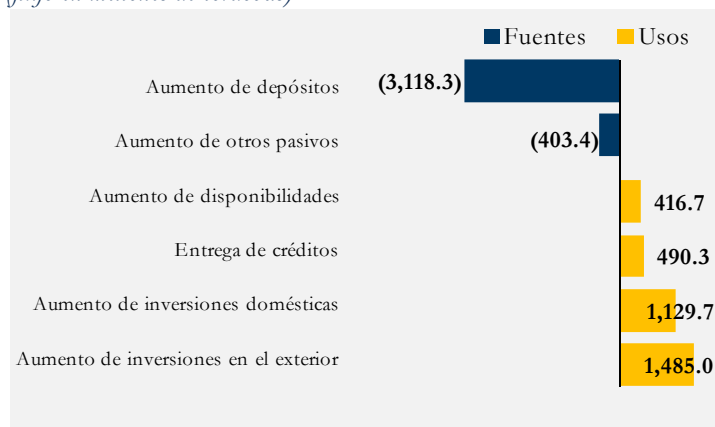 Fuentes Usos
Aumento de depósitos (3,118.3)
Aumento de otros pasivos (403.4)
Aumento de disponibilidades 416.7
Entrega de créditos 490.3
Aumento de inversiones domésticas 1,129.7
Aumento de inversiones en el exterior 1,485.0